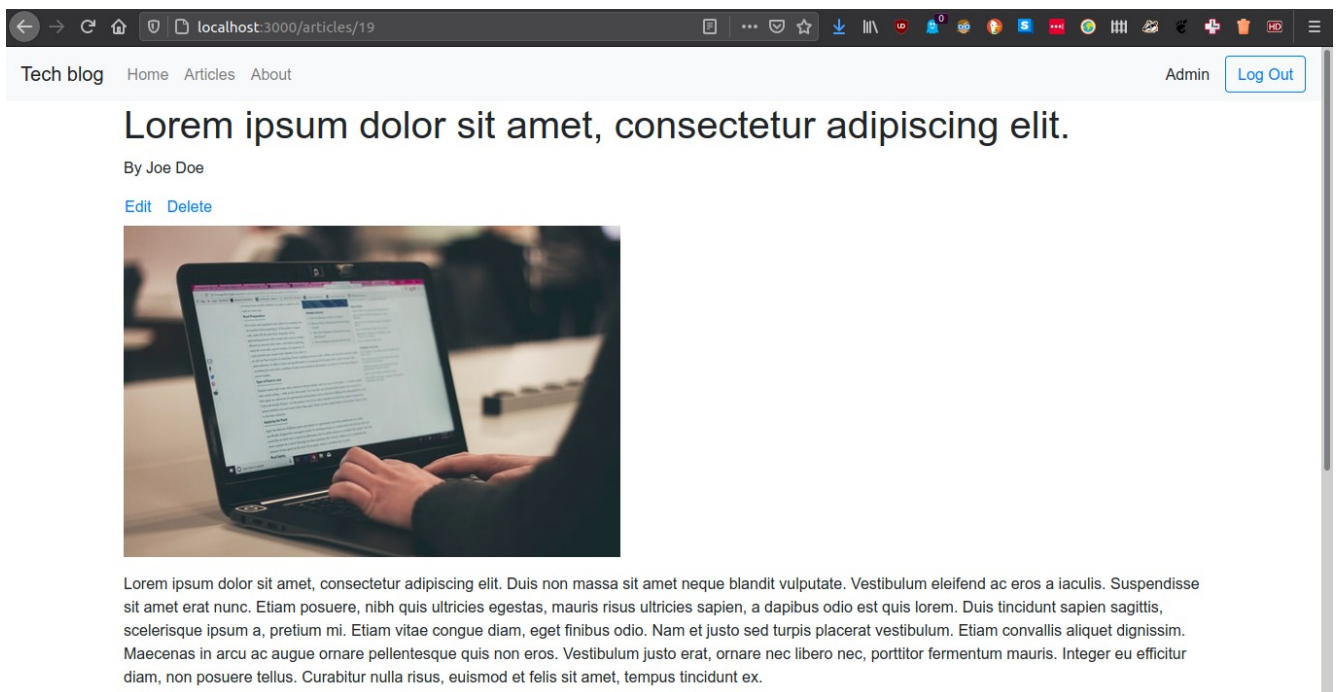 localhost:3000/articles/19
Tech blog Home Articles About Admin Log Out
Lorem ipsum dolor sit amet, consectetur adipiscing elit.
By Joe Doe
Edit Delete
Lorem ipsum dolor sit amet, consectetur adipiscing elit. Duis non massa sit amet neque blandit vulputate. Vestibulum eleifend ac eros a iaculis. Suspendisse
sit amet erat nunc. Etiam posuere, nibh quis ultricies egestas, mauris risus ultricies sapien, a dapibus odio est quis lorem. Duis tincidunt sapien sagittis,
scelerisque ipsum a, pretium mi. Etiam vitae congue diam, eget finibus odio. Nam et justo sed turpis placerat vestibulum. Etiam convallis aliquet dignissim.
Maecenas in arcu ac augue ornare pellentesque quis non eros. Vestibulum justo erat, ornare nec libero nec, porttitor fermentum mauris. Integer eu efficitur
diam, non posuere tellus. Curabitur nulla risus, euismod et felis sit amet, tempus tincidunt ex.